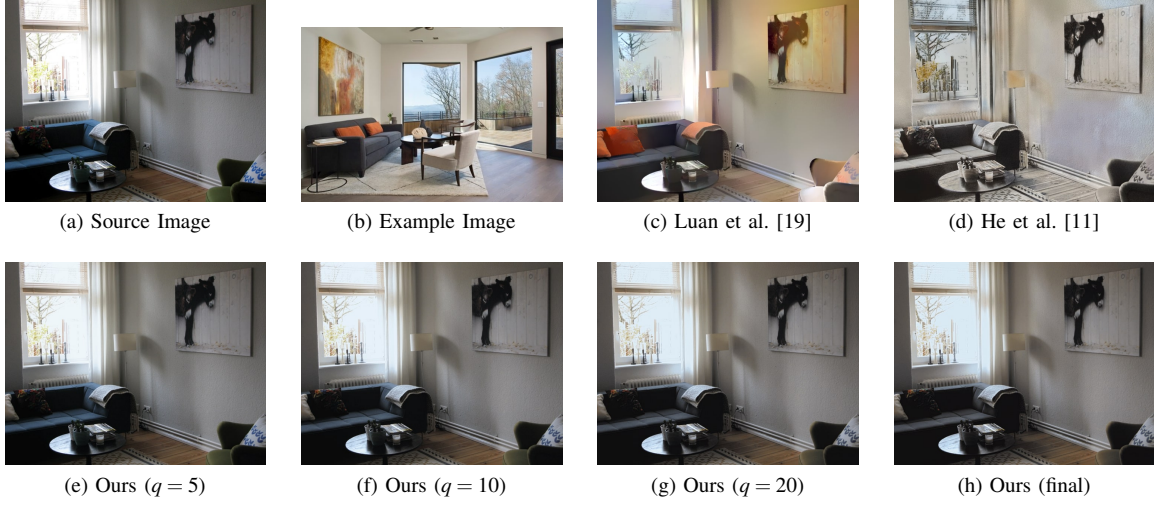 (a) Source Image
(b) Example Image
(c) Luan et al. [19]
(d) He et al. [11]
(e) Ours (q = 5)
(f) Ours (q = 10)
(g) Ours (q = 20)
(h) Ours (final)